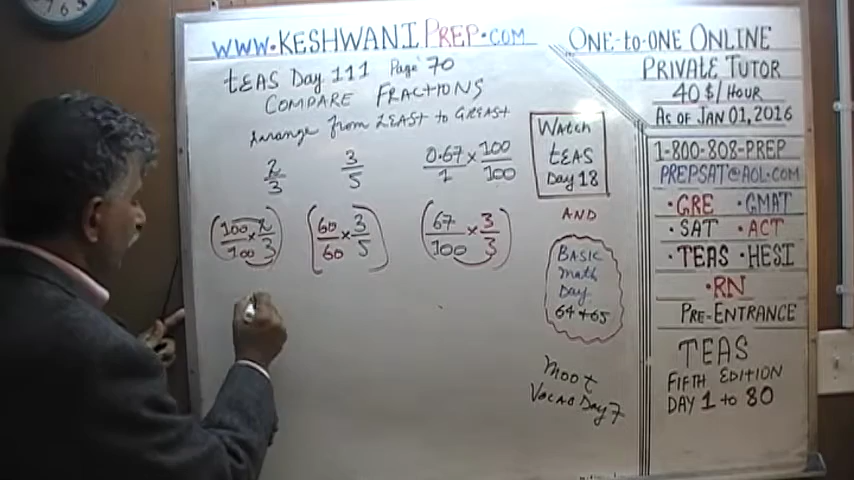 WWW.KESHWANIPREP.COM
tEAS Day 111 Page 70
COMPARE FRACTIONS
Arrange from LEAST to GREAST
2/3 3/5 0.67/1 × 100/100
(100/100 × 2/3) (60/60 × 3/5) (67/100 × 3/3)
Watch
tEAS
Day 18
AND
BASIC
math
Day
64+65
moot
VOCAB Day 7
ONE-to-ONE ONLINE
PRIVATE TUTOR
40 $/HOUR
AS OF JAN 01, 2016
1-800-808-PREP
PREPSAT@AOL.COM
•GRE •GMAT
•SAT •ACT
•TEAS •HESI
•RN
PRE-ENTRANCE
TEAS
FIFTH EDITION
DAY 1 to 80